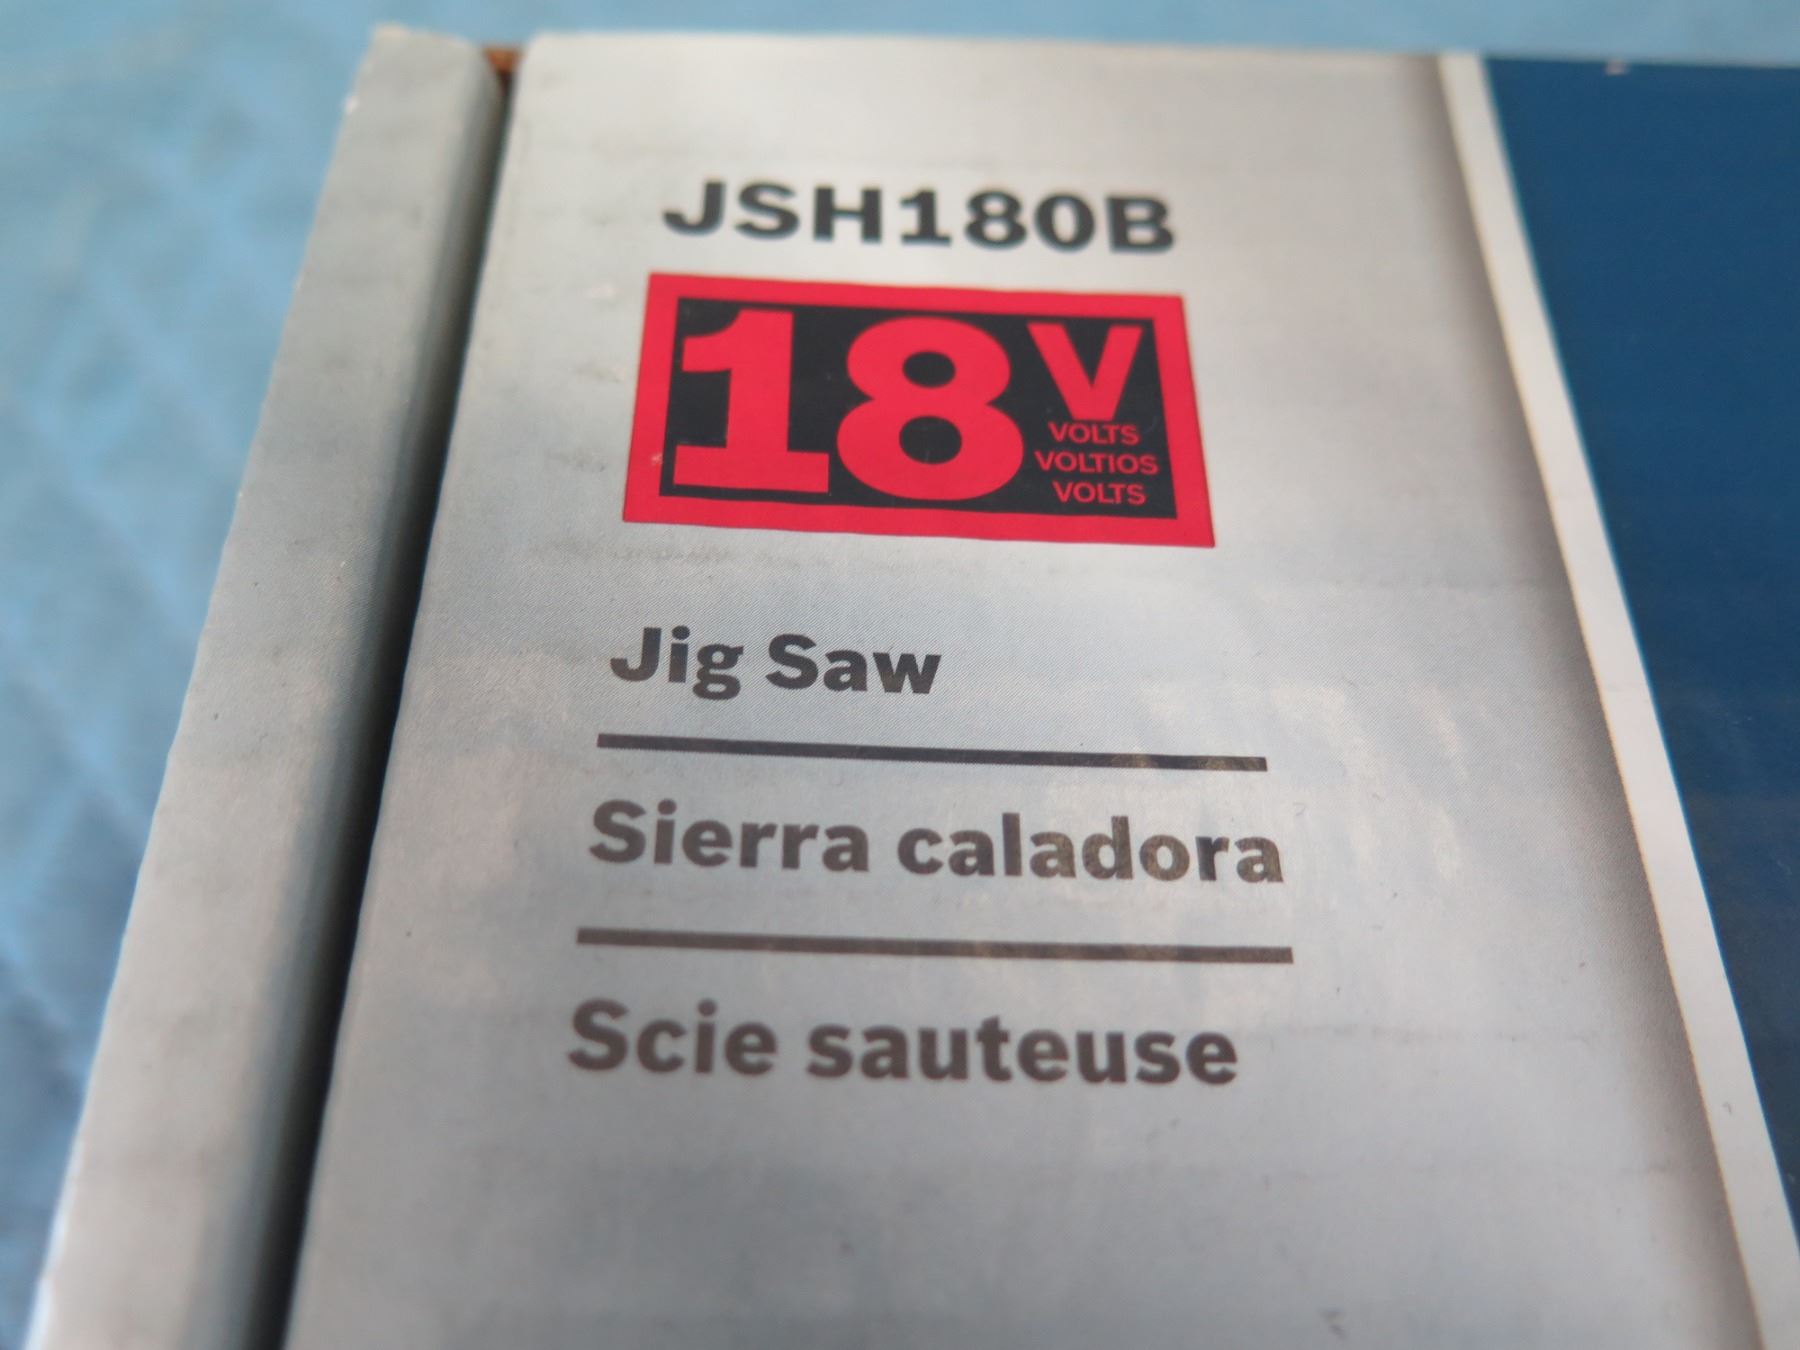 JSH180B
18V
VOLTS
VOLTIOS
VOLTS
Jig Saw
Sierra caladora
Scie sauteuse